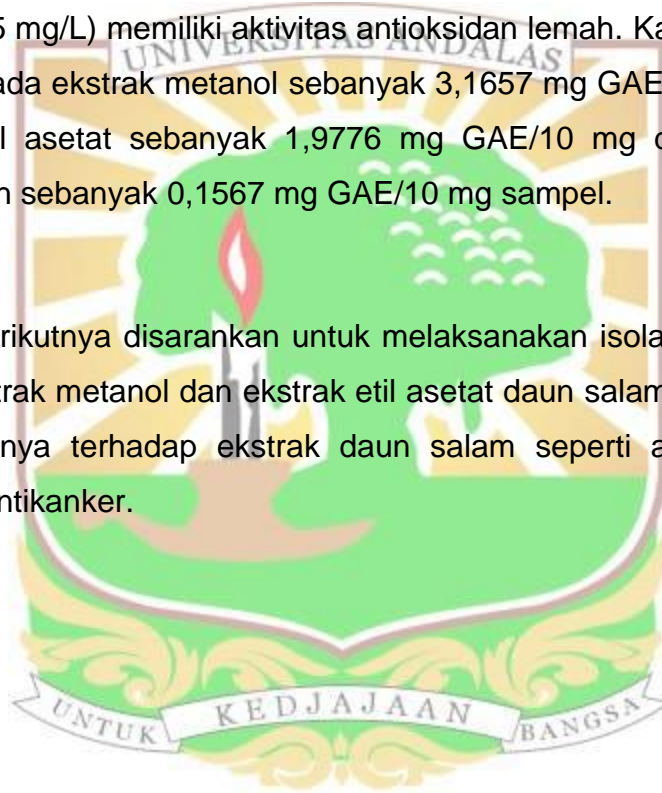 5 mg/L) memiliki aktivitas antioksidan lemah. Ka
UNIVERSITAS ANDALAS
ada ekstrak metanol sebanyak 3,1657 mg GAE
l asetat sebanyak 1,9776 mg GAE/10 mg
n sebanyak 0,1567 mg GAE/10 mg sampel.
rikutnya disarankan untuk melaksanakan isola
trak metanol dan ekstrak etil asetat daun salam
nya terhadap ekstrak daun salam seperti a
ntikanker.
UNTUK KEDJAJAAN BANGSA